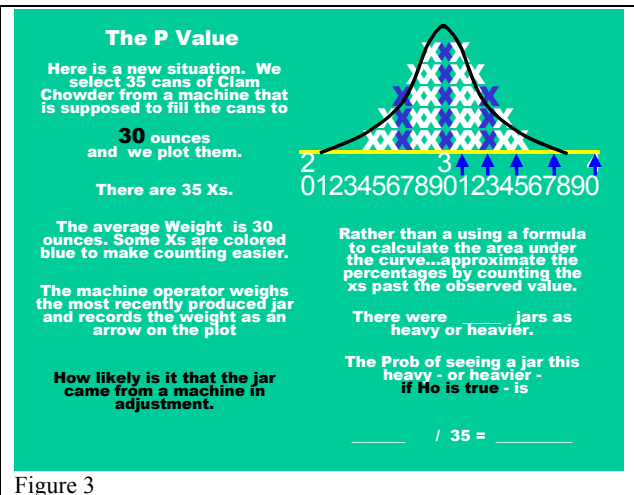 The P Value
Here is a new situation. We
select 35 cans of Clam
Chowder from a machine that
is supposed to fill the cans to
30 ounces
and we plot them.
There are 35 Xs.
The average Weight is 30
ounces. Some Xs are colored
blue to make counting easier.
The machine operator weighs
the most recently produced jar
and records the weight as an
arrow on the plot
How likely is it that the jar
came from a machine in
adjustment.
2 3 4
012345678901234567890
Rather than a using a formula
to calculate the area under
the curve...approximate the
percentages by counting the
xs past the observed value.
There were _____ jars as
heavy or heavier.
The Prob of seeing a jar this
heavy - or heavier -
if Ho is true - is
______ / 35 = _________
Figure 3